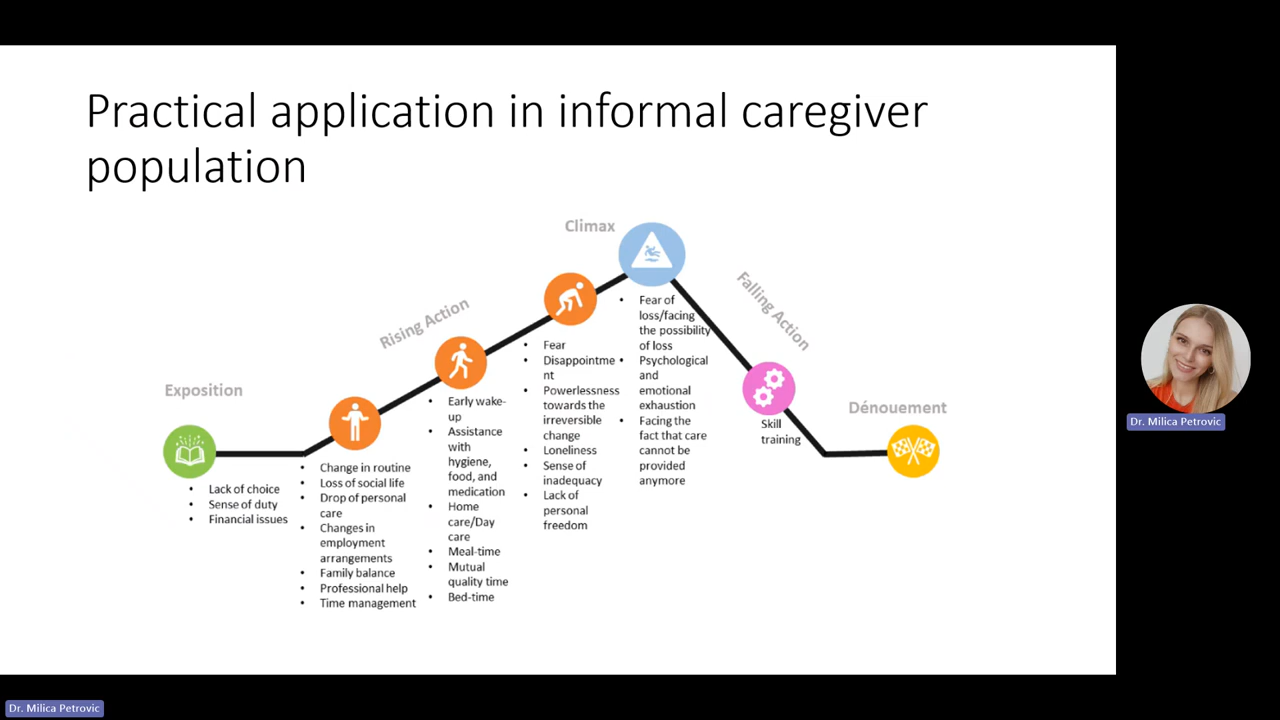 Practical application in informal caregiver
population
Exposition
• Lack of choice
• Sense of duty
• Financial issues
Rising Action
• Change in routine
• Loss of social life
• Drop of personal
care
• Changes in
employment
arrangements
• Family balance
• Professional help
• Time management
• Early wake-
up
• Assistance
with
hygiene,
food, and
medication
• Home
care/Day
care
• Meal-time
• Mutual
quality time
• Bed-time
• Fear
• Disappointme
nt
• Powerlessness
towards the
irreversible
change
• Loneliness
• Sense of
inadequacy
• Lack of
personal
freedom
Climax
• Fear of
loss/facing
the possibility
of loss
• Psychological
and
emotional
exhaustion
• Facing the
fact that care
cannot be
provided
anymore
Falling Action
Skill
training
Dénouement
Dr. Milica Petrovic
Dr. Milica Petrovic